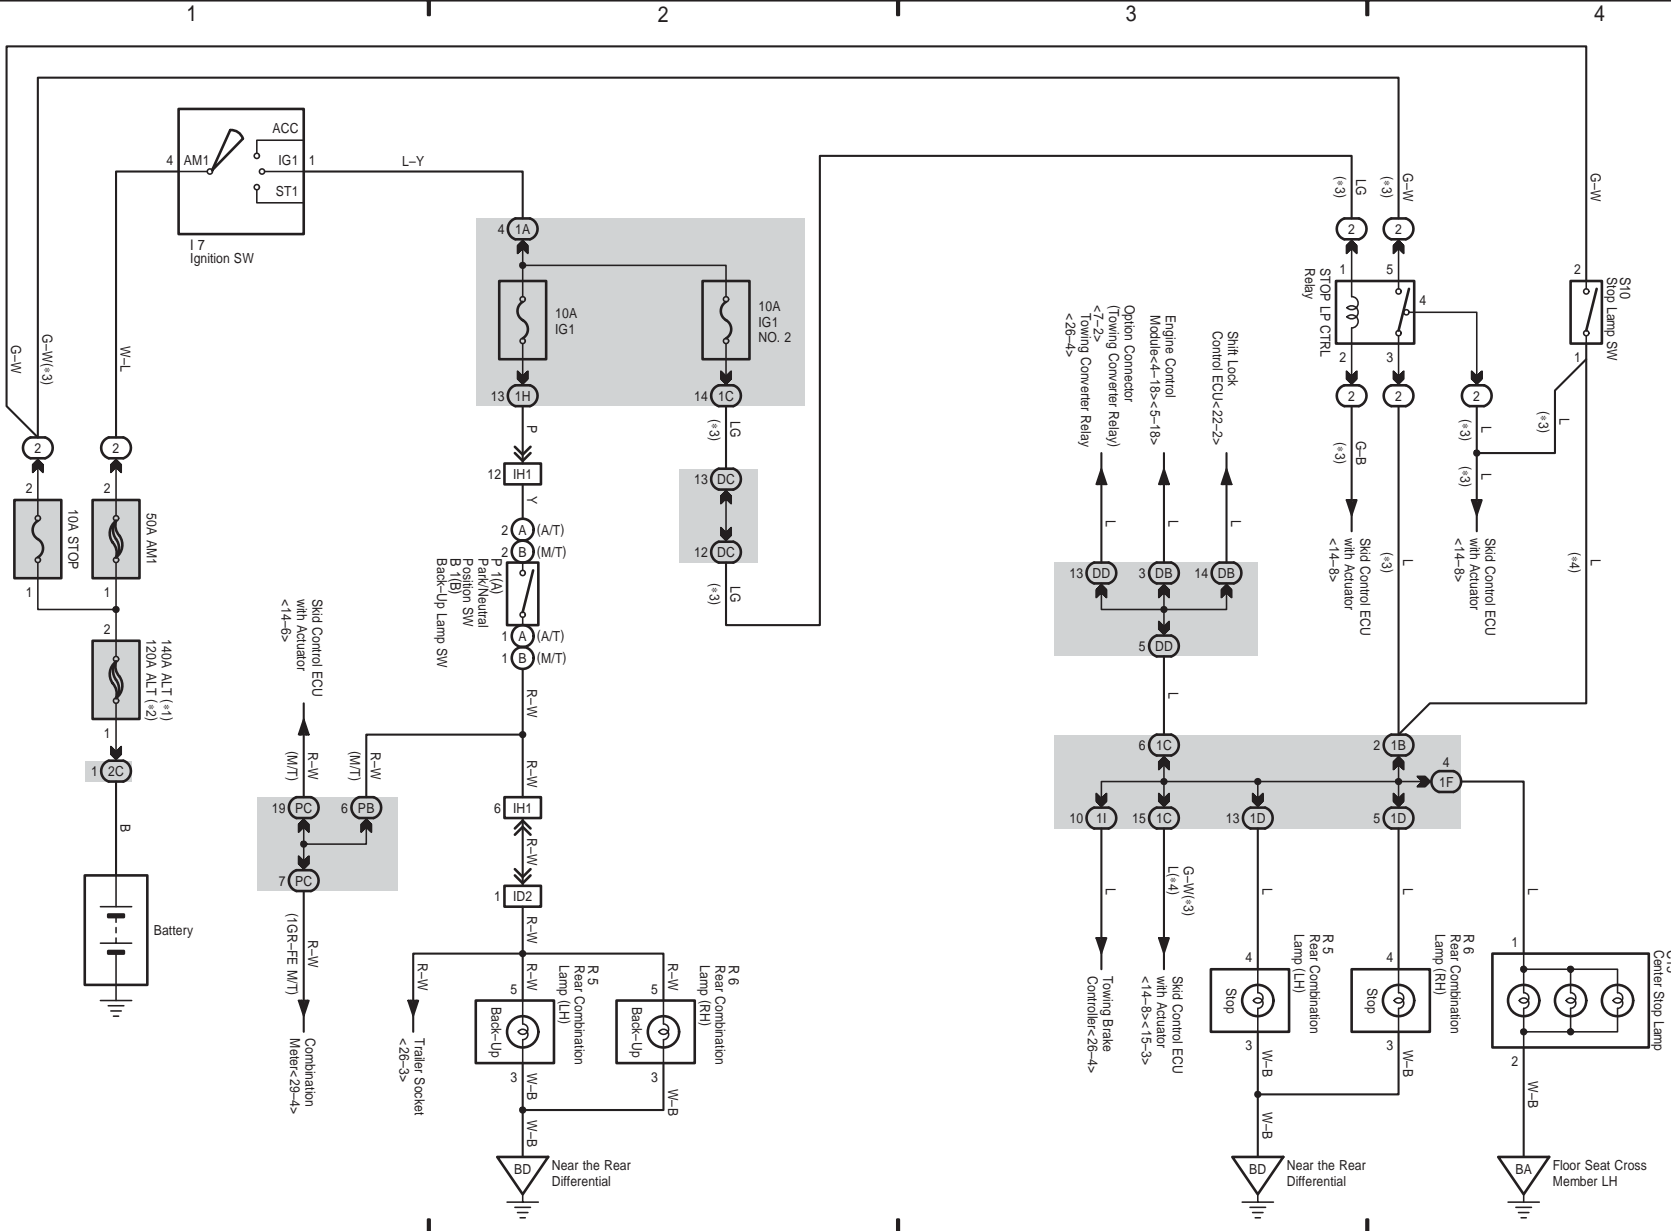 1
2
3
4
ACC
4
AM1
IG1
1
ST1
I 7
Ignition SW
L–Y
G–W
G–W(∗3)
W–L
2
2
2
2
10A STOP
50A AM1
1
1
2
140A ALT (∗1)
120A ALT (∗2)
1
1
2C
B
Battery
4
1A
10A
IG1
10A
IG1
NO. 2
13
1H
14
1C
P
12
IH1
Y
2
A
(A/T)
2
B
(M/T)
P 1(A)
Park/Neutral
Position SW
B 1(B)
Back–Up Lamp SW
1
A
(A/T)
1
B
(M/T)
R–W
LG
(∗3)
13
DC
12
DC
LG
(∗3)
Skid Control ECU
with Actuator
<14–6>
R–W
(M/T)
R–W
(M/T)
19
PC
6
PB
7
PC
R–W
(1GR–FE M/T)
Combination
Meter<29–4>
R–W
6
IH1
R–W
1
ID2
R–W
R–W
Trailer Socket
<26–3>
R–W
5
Back–Up
R 5
Rear Combination
Lamp (LH)
3
W–B
R–W
5
Back–Up
R 6
Rear Combination
Lamp (RH)
3
W–B
W–B
BD
Near the Rear
Differential
LG
(∗3)
G–W
(∗3)
G–W
2
2
1
5
4
STOP LP CTRL
Relay
2
3
2
2
2
2
S10
Stop Lamp SW
1
G–B
(∗3)
Skid Control ECU
with Actuator
<14–8>
L
(∗3)
L
(∗3)
L
(∗3)
L
(∗3)
Skid Control ECU
with Actuator
<14–8>
L
(∗4)
Option Connector
(Towing Converter Relay)
<7–2>
Towing Converter Relay
<26–4>
Engine Control
Module<4–18><5–18>
Shift Lock
Control ECU<22–2>
L
L
L
13
DD
3
DB
14
DB
5
DD
L
6
1C
2
1B
4
1F
10
1I
15
1C
13
1D
5
1D
L
Towing Brake
Controller<26–4>
G–W(∗3)
L(∗4)
Skid Control ECU
with Actuator
<14–8><15–3>
L
4
Stop
R 5
Rear Combination
Lamp (LH)
3
W–B
L
4
Stop
R 6
Rear Combination
Lamp (RH)
3
W–B
W–B
BD
Near the Rear
Differential
L
1
Center Stop Lamp
2
W–B
BA
Floor Seat Cross
Member LH